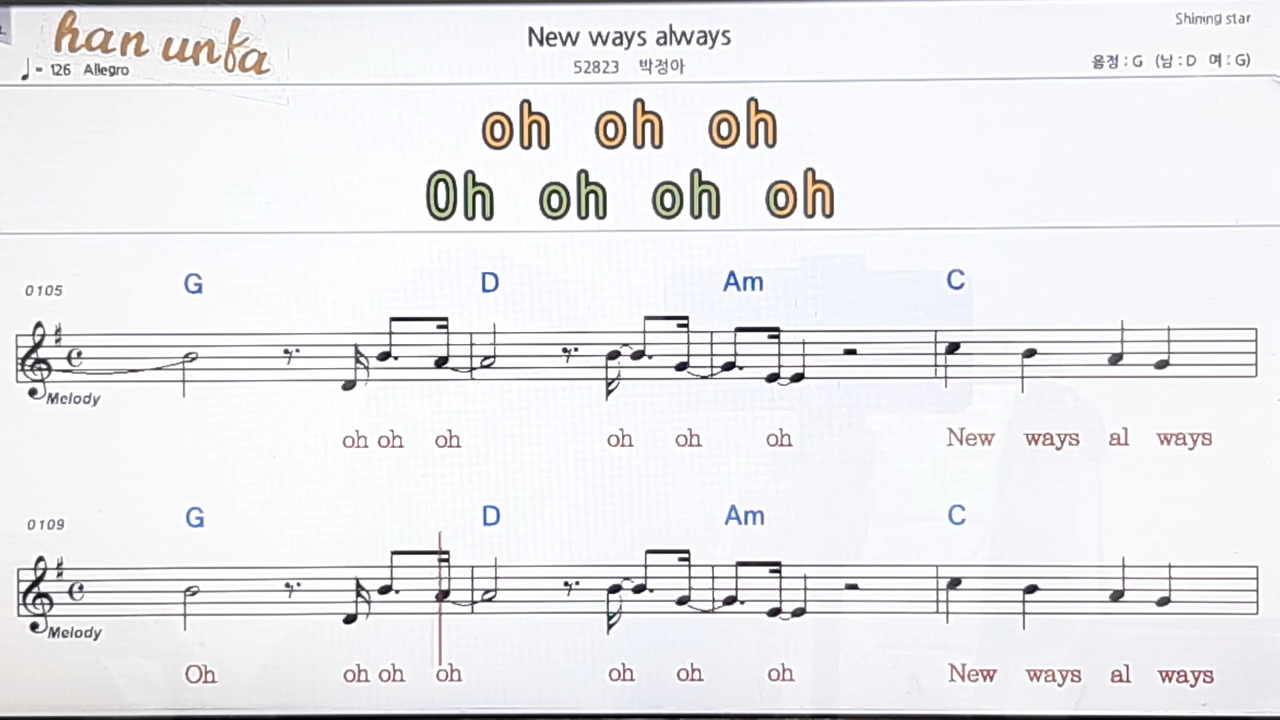 han unfa
New ways always
Shining star
♩= 126 Allegro
52823 박정아
음정 : G (남 : D 여 : G)
oh oh oh
Oh oh oh oh
0105
G D Am C
Melody
oh oh oh oh oh oh New ways al ways
0109
G D Am C
Melody
Oh oh oh oh oh oh oh New ways al ways